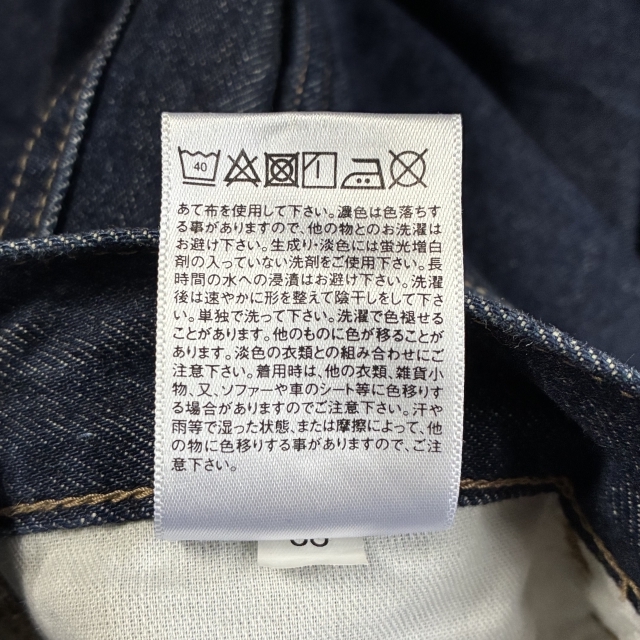 40
あて布を使用して下さい。濃色は色落ちす
る事がありますので、他の物とのお洗濯は
お避け下さい。生成り・淡色には蛍光増白
剤の入っていない洗剤をご使用下さい。長
時間の水への浸漬はお避け下さい。洗濯
後は速やかに形を整えて陰干しをして下さ
い。単独で洗って下さい。洗濯で色褪せる
ことがあります。他のものに色が移ることが
あります。淡色の衣類との組み合わせにご
注意下さい。着用時は、他の衣類、雑貨小
物、又、ソファーや車のシート等に色移りす
る場合がありますのでご注意下さい。汗や
雨等で湿った状態、または摩擦によって、他
の物に色移りする事がありますので、ご注
意下さい。